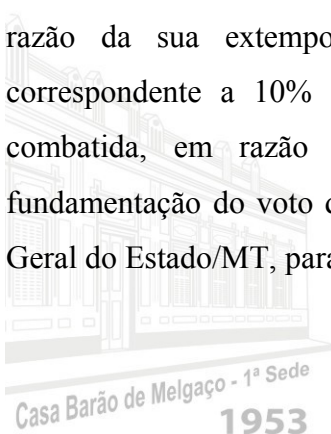 razão da sua extempo
correspondente a 10%
combatida, em razão
fundamentação do voto
Geral do Estado/MT, para
Casa Barão de Melgaço - 1ª Sede
1953